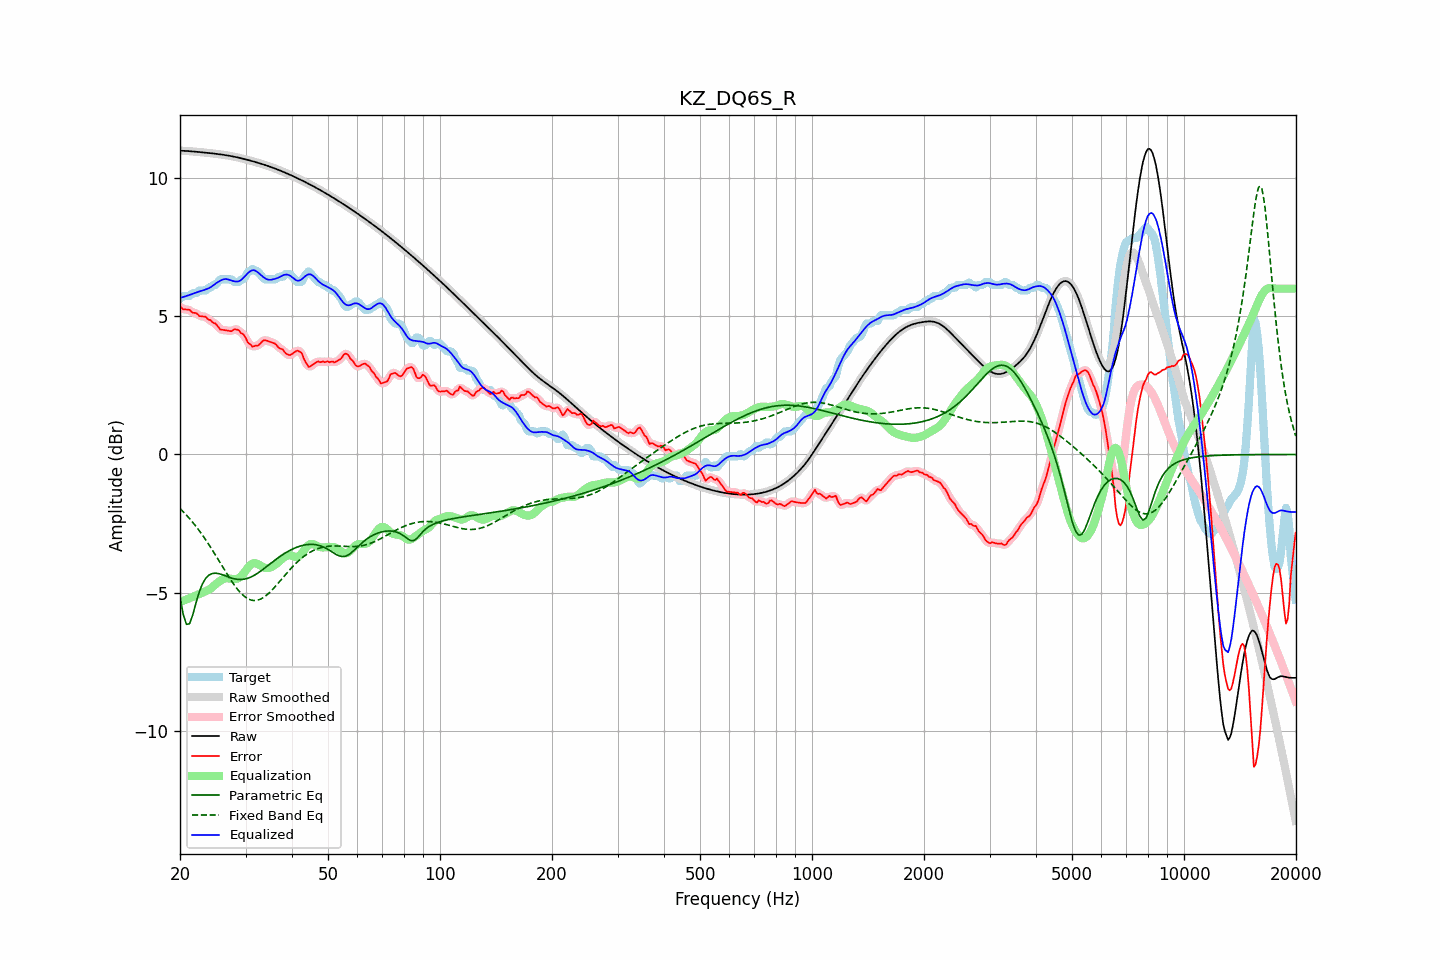 KZ_DQ6S_R
Amplitude (dBr)
10
5
0
−5
−10
Target
Raw Smoothed
Error Smoothed
Raw
Error
Equalization
Parametric Eq
Fixed Band Eq
Equalized
20 50 100 200 500 1000 2000 5000 10000 20000
Frequency (Hz)